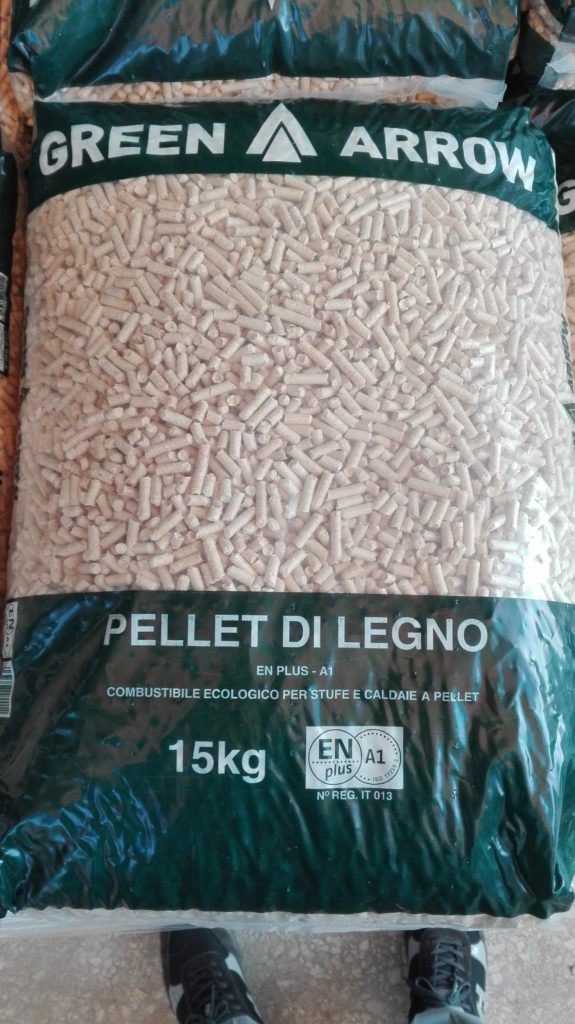 GREEN ARROW
G
PELLET DI LEGNO
EN PLUS - A1
COMBUSTIBILE ECOLOGICO PER STUFE E CALDAIE A PELLET
15kg
EN plus A1
Nº REG. IT 013